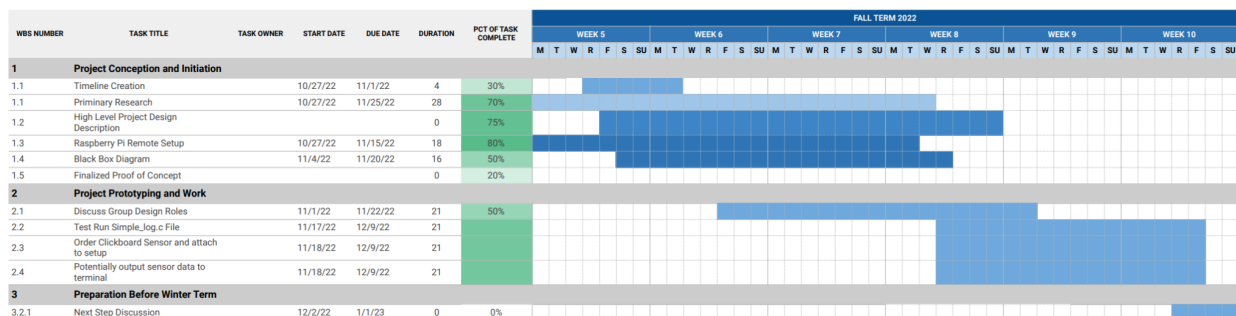 FALL TERM 2022
WBS NUMBER TASK TITLE TASK OWNER START DATE DUE DATE DURATION PCT OF TASK COMPLETE WEEK 5 WEEK 6 WEEK 7 WEEK 8 WEEK 9 WEEK 10
M T W R F S SU M T W R F S SU M T W R F S SU M T W R F S SU M T W R F S SU M T W R F S SU
1 Project Conception and Initiation
1.1 Timeline Creation 10/27/22 11/1/22 4 30%
1.1 Priminary Research 10/27/22 11/25/22 28 70%
1.2 High Level Project Design Description 0 75%
1.3 Raspberry Pi Remote Setup 10/27/22 11/15/22 18 80%
1.4 Black Box Diagram 11/4/22 11/20/22 16 50%
1.5 Finalized Proof of Concept 0 20%
2 Project Prototyping and Work
2.1 Discuss Group Design Roles 11/1/22 11/22/22 21 50%
2.2 Test Run Simple_log.c File 11/17/22 12/9/22 21
2.3 Order Clickboard Sensor and attach to setup 11/18/22 12/9/22 21
2.4 Potentially output sensor data to terminal 11/18/22 12/9/22 21
3 Preparation Before Winter Term
3.2.1 Next Step Discussion 12/2/22 1/1/23 0 0%